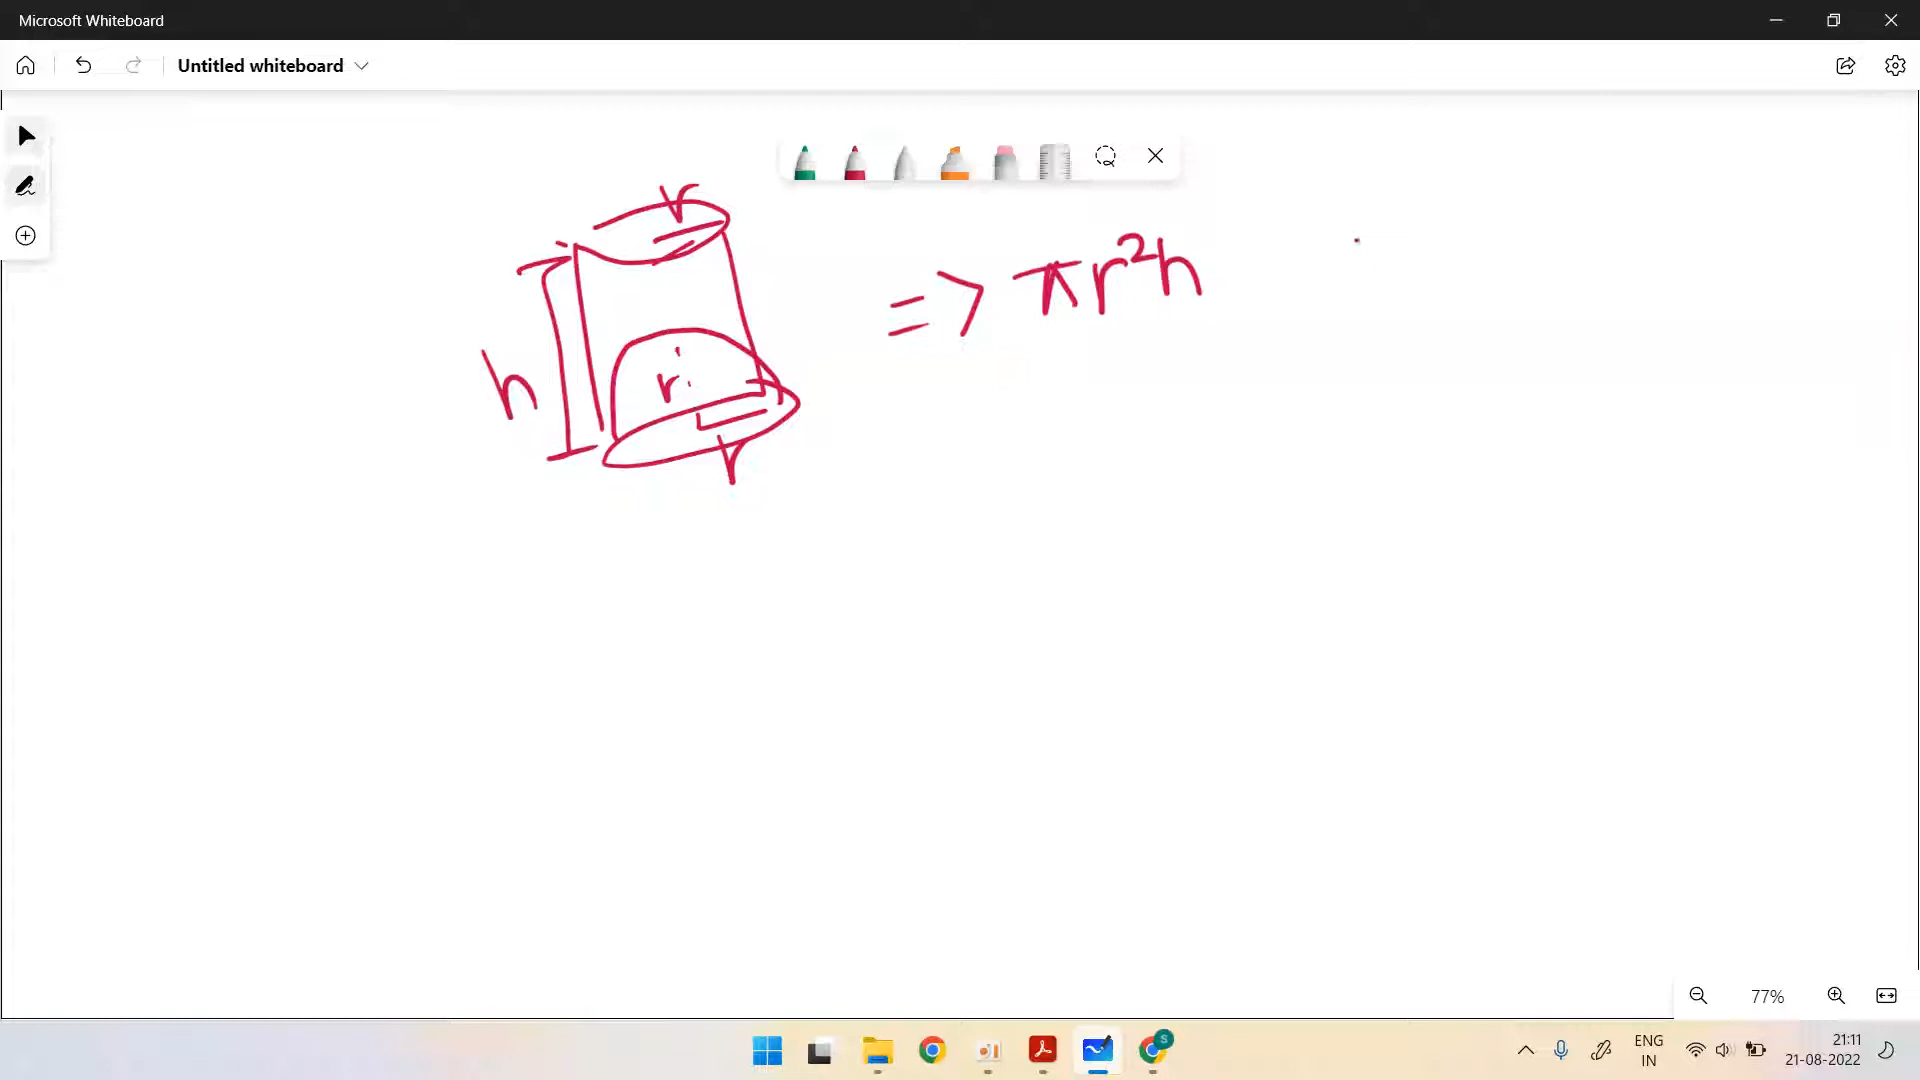 Microsoft Whiteboard
Untitled whiteboard
r
h
r
r
=> πr²h
77%
S
ENG
IN
21:11
21-08-2022